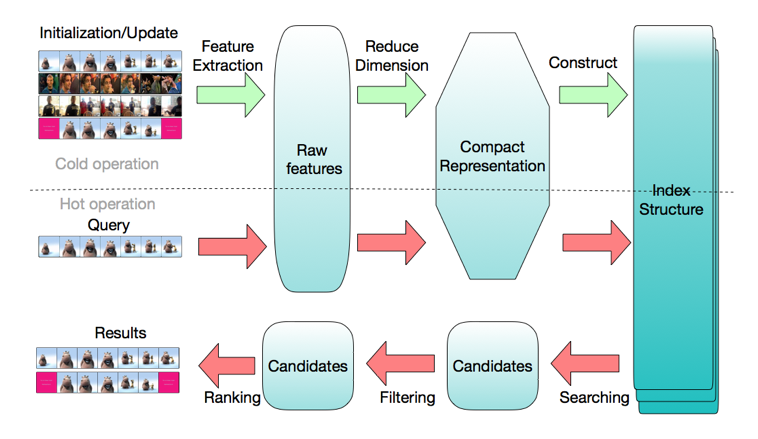 Initialization/Update
Feature
Extraction
Reduce
Dimension
Construct
Raw
features
Compact
Representation
Cold operation
Hot operation
Query
Index
Structure
Results
Candidates
Candidates
Ranking
Filtering
Searching